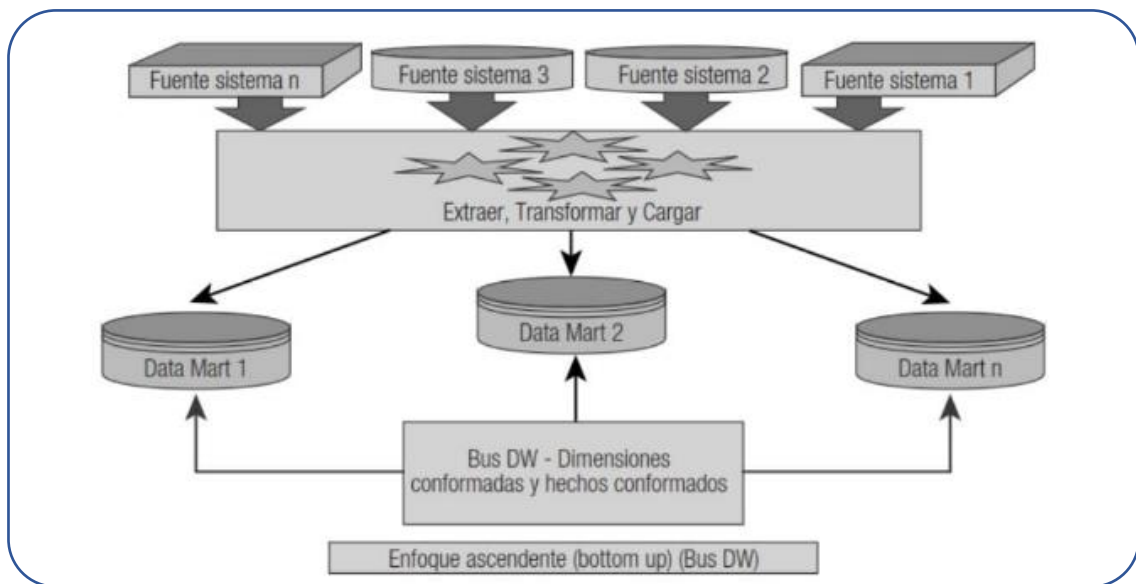 Fuente sistema n
Fuente sistema 3
Fuente sistema 2
Fuente sistema 1
Extraer, Transformar y Cargar
Data Mart 1
Data Mart 2
Data Mart n
Bus DW - Dimensiones
conformadas y hechos conformados
Enfoque ascendente (bottom up) (Bus DW)